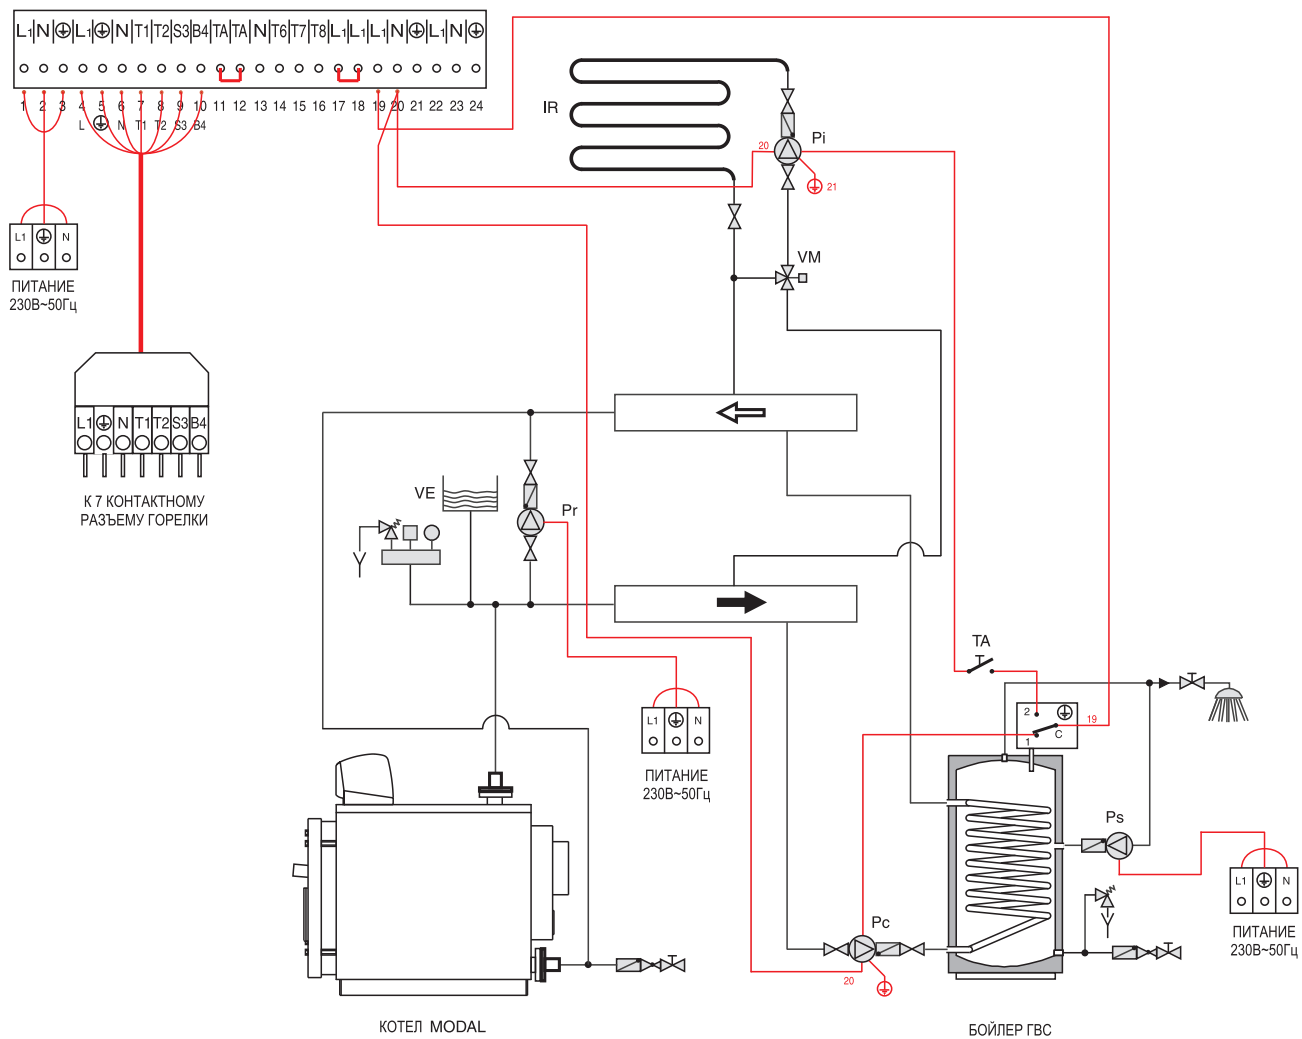 L1 N L1 N T1 T2 S3 B4 TA TA N T6 T7 T8 L1 L1 L1 N L1 N
1 2 3 4 5 6 7 8 9 10 11 12 13 14 15 16 17 18 19 20 21 22 23 24
L N T1 T2 S3 B4
IR
Pi
20
21
VM
L1 N
ПИТАНИЕ
230В~50Гц
L1 N T1 T2 S3 B4
К 7 КОНТАКТНОМУ
РАЗЪЕМУ ГОРЕЛКИ
VE
Pr
TA
2
1
C
19
L1 N
ПИТАНИЕ
230В~50Гц
Ps
L1 N
ПИТАНИЕ
230В~50Гц
Pc
20
КОТЕЛ MODAL
БОЙЛЕР ГВС